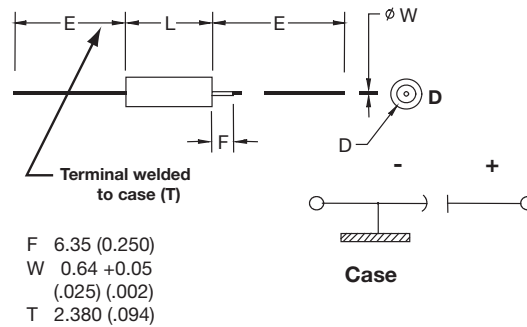 E L E
ø W
D
F
D
Terminal welded
to case (T)
- +
Case
F 6.35 (0.250)
W 0.64 +0.05
(.025) (.002)
T 2.380 (.094)